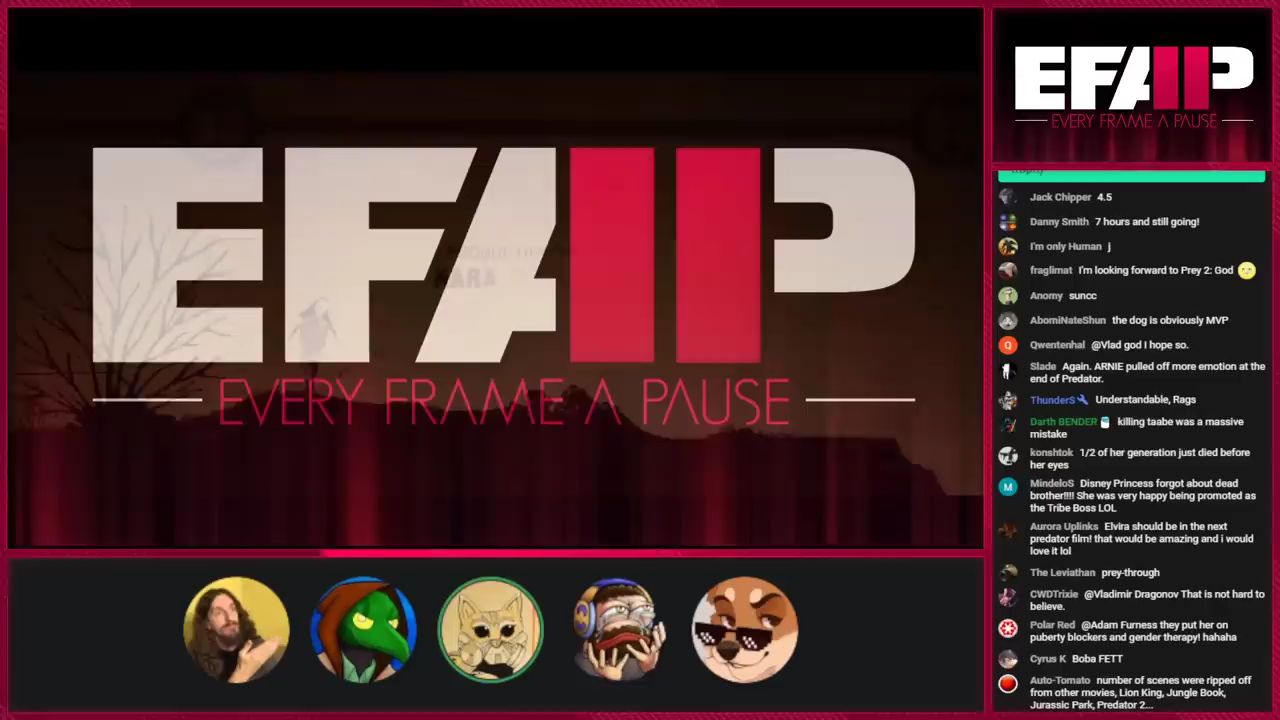 EFAP
EVERY FRAME A PAUSE
KARA
EFAP
EVERY FRAME A PAUSE
Jack Chipper 4.5
Danny Smith 7 hours and still going!
I'm only Human j
fraglimat I'm looking forward to Prey 2: God
Anomy suncc
AbomiNateShun the dog is obviously MVP
Qwentenhal @Vlad god I hope so.
Slade Again. ARNIE pulled off more emotion at the
end of Predator.
ThunderS Understandable, Rags
Darth BENDER killing taabe was a massive
mistake
konshtok 1/2 of her generation just died before
her eyes
M
MindeloS Disney Princess forgot about dead
brother!!!! She was very happy being promoted as
the Tribe Boss LOL
Aurora Uplinks Elvira should be in the next
predator film! that would be amazing and i would
love it lol
The Leviathan prey-through
CWDTrixie @Vladimir Dragonov That is not hard to
believe.
Polar Red @Adam Furness they put her on
puberty blockers and gender therapy! hahaha
Cyrus K Boba FETT
Auto-Tomato number of scenes were ripped off
from other movies, Lion King, Jungle Book,
Jurassic Park, Predator 2...